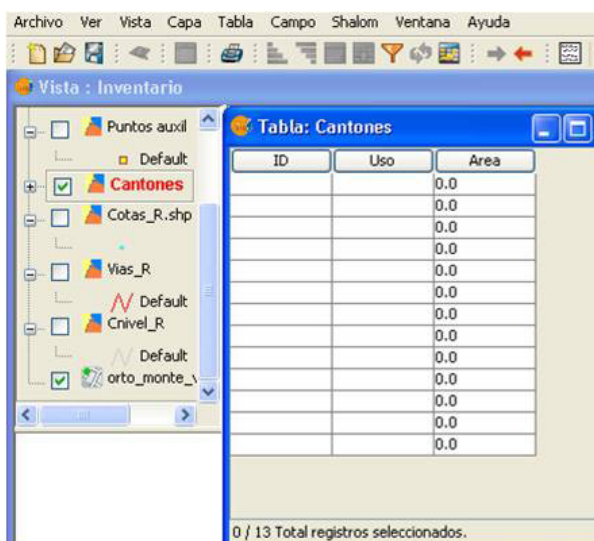 Archivo Ver Vista Capa Tabla Campo Shalom Ventana Ayuda
Vista : Inventario
Puntos auxil
Default
Cantones
Cotas_R.shp
Vias_R
Default
Cnivel_R
Default
orto_monte_v
Tabla: Cantones
ID Uso Area
0.0
0.0
0.0
0.0
0.0
0.0
0.0
0.0
0.0
0.0
0.0
0.0
0.0
0 / 13 Total registros seleccionados.